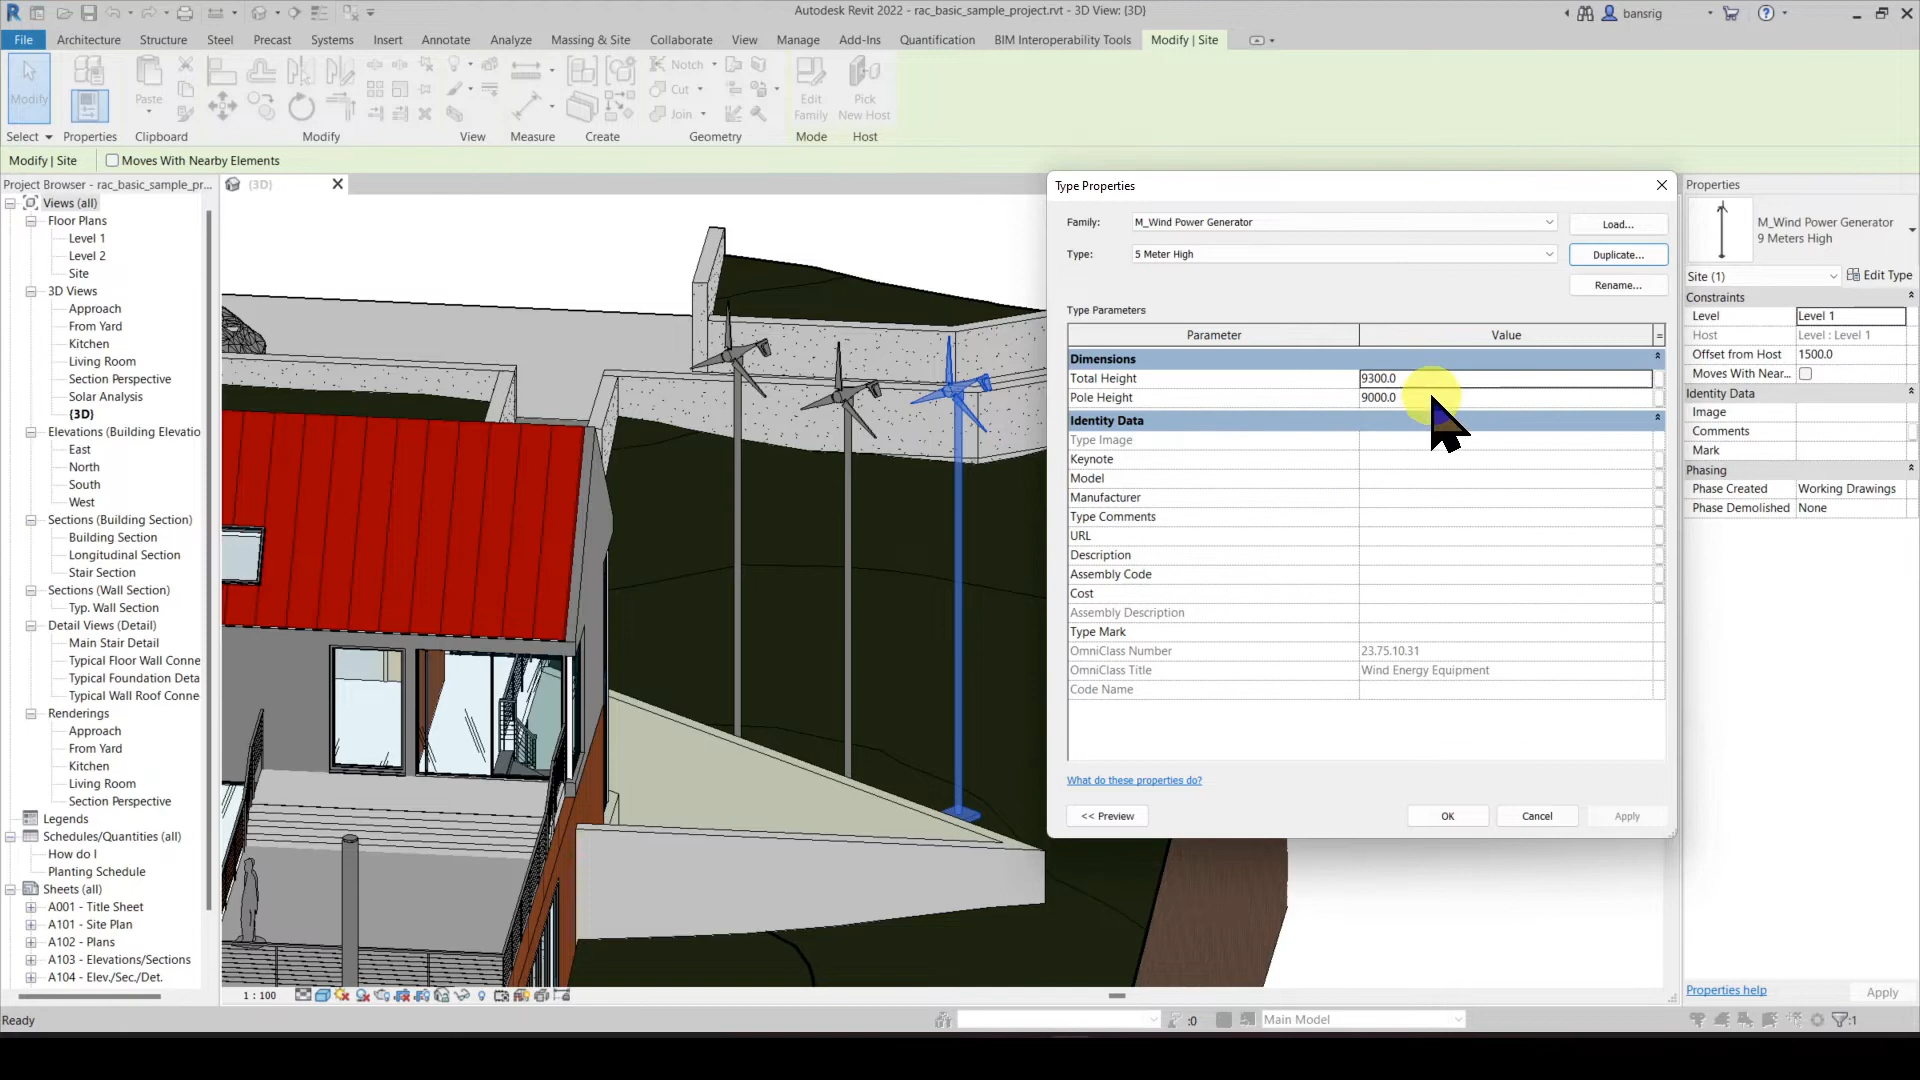 Autodesk Revit 2022 - rac_basic_sample_project.rvt - 3D View: {3D}
bansrig
File
Architecture
Structure
Steel
Precast
Systems
Insert
Annotate
Analyze
Massing & Site
Collaborate
View
Manage
Add-Ins
Quantification
BIM Interoperability Tools
Modify | Site
Modify
Paste
Notch
Cut
Join
Edit Family
Pick New Host
Select
Properties
Clipboard
Modify
View
Measure
Create
Geometry
Mode
Host
Modify | Site
Moves With Nearby Elements
Project Browser - rac_basic_sample_pr...
Views (all)
Floor Plans
Level 1
Level 2
Site
3D Views
Approach
From Yard
Kitchen
Living Room
Section Perspective
Solar Analysis
{3D}
Elevations (Building Elevatio
East
North
South
West
Sections (Building Section)
Building Section
Longitudinal Section
Stair Section
Sections (Wall Section)
Typ. Wall Section
Detail Views (Detail)
Main Stair Detail
Typical Floor Wall Conne
Typical Foundation Deta
Typical Wall Roof Conne
Renderings
Approach
From Yard
Kitchen
Living Room
Section Perspective
Legends
Schedules/Quantities (all)
How do I
Planting Schedule
Sheets (all)
A001 - Title Sheet
A101 - Site Plan
A102 - Plans
A103 - Elevations/Sections
A104 - Elev./Sec./Det.
{3D}
1 : 100
Type Properties
Family:
M_Wind Power Generator
Load...
Type:
5 Meter High
Duplicate...
Rename...
Type Parameters
Parameter
Value
=
Dimensions
Total Height
9300.0
Pole Height
9000.0
Identity Data
Type Image
Keynote
Model
Manufacturer
Type Comments
URL
Description
Assembly Code
Cost
Assembly Description
Type Mark
OmniClass Number
23.75.10.31
OmniClass Title
Wind Energy Equipment
Code Name
What do these properties do?
<< Preview
OK
Cancel
Apply
Properties
M_Wind Power Generator
9 Meters High
Site (1)
Edit Type
Constraints
Level
Level 1
Host
Level : Level 1
Offset from Host
1500.0
Moves With Near...
Identity Data
Image
Comments
Mark
Phasing
Phase Created
Working Drawings
Phase Demolished
None
Properties help
Apply
Ready
:0
Main Model
:1